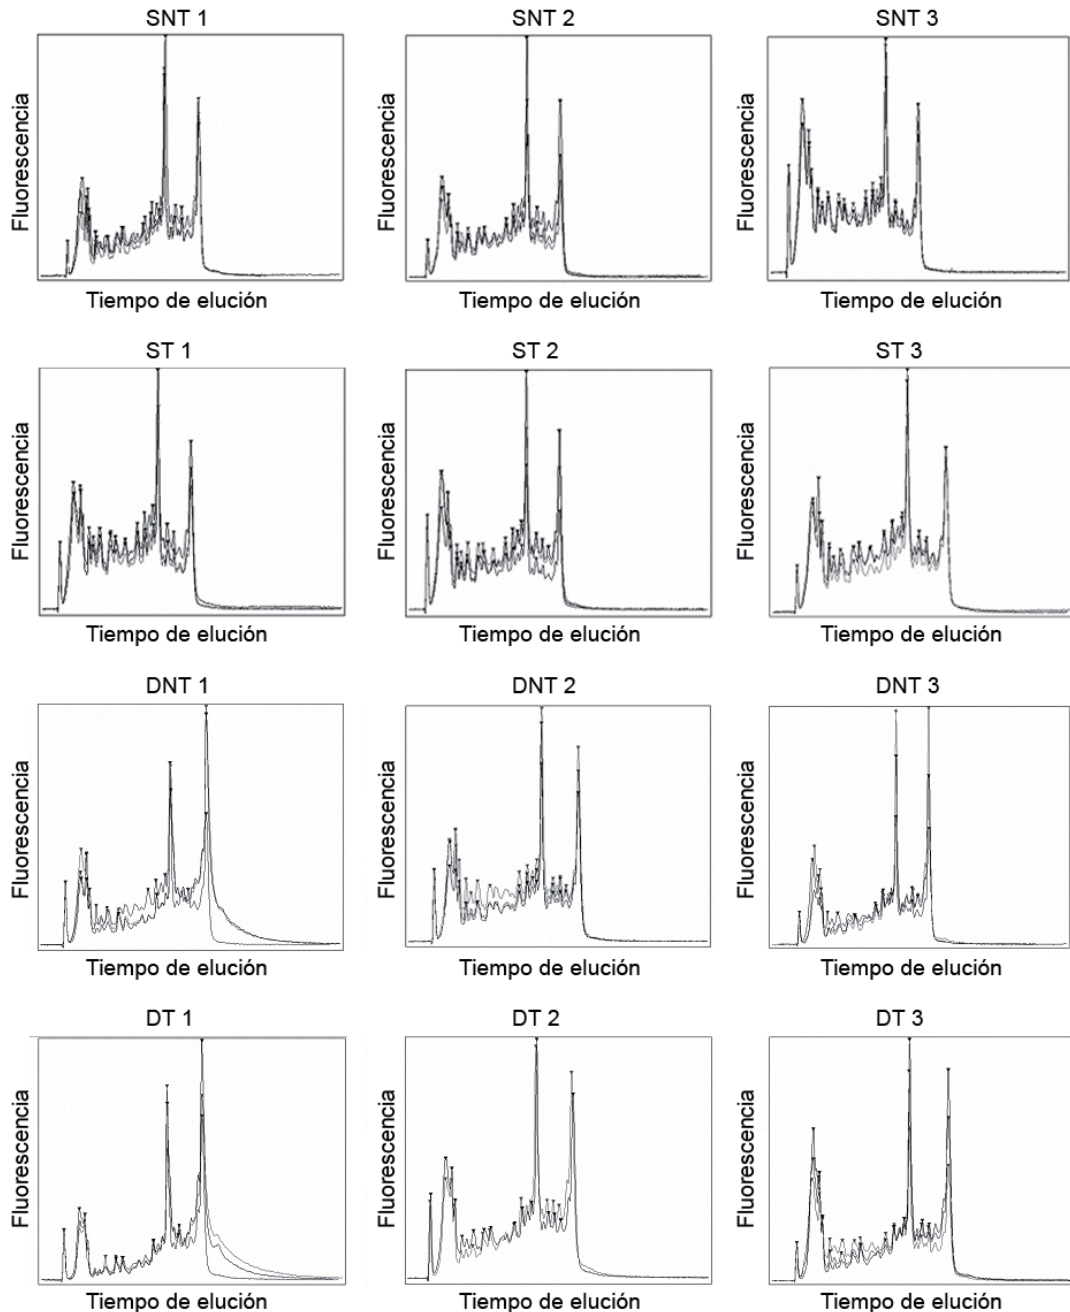 SNT 1
SNT 2
SNT 3
Fluorescencia
Fluorescencia
Fluorescencia
Tiempo de elución
Tiempo de elución
Tiempo de elución
ST 1
ST 2
ST 3
Fluorescencia
Fluorescencia
Fluorescencia
Tiempo de elución
Tiempo de elución
Tiempo de elución
DNT 1
DNT 2
DNT 3
Fluorescencia
Fluorescencia
Fluorescencia
Tiempo de elución
Tiempo de elución
Tiempo de elución
DT 1
DT 2
DT 3
Fluorescencia
Fluorescencia
Fluorescencia
Tiempo de elución
Tiempo de elución
Tiempo de elución